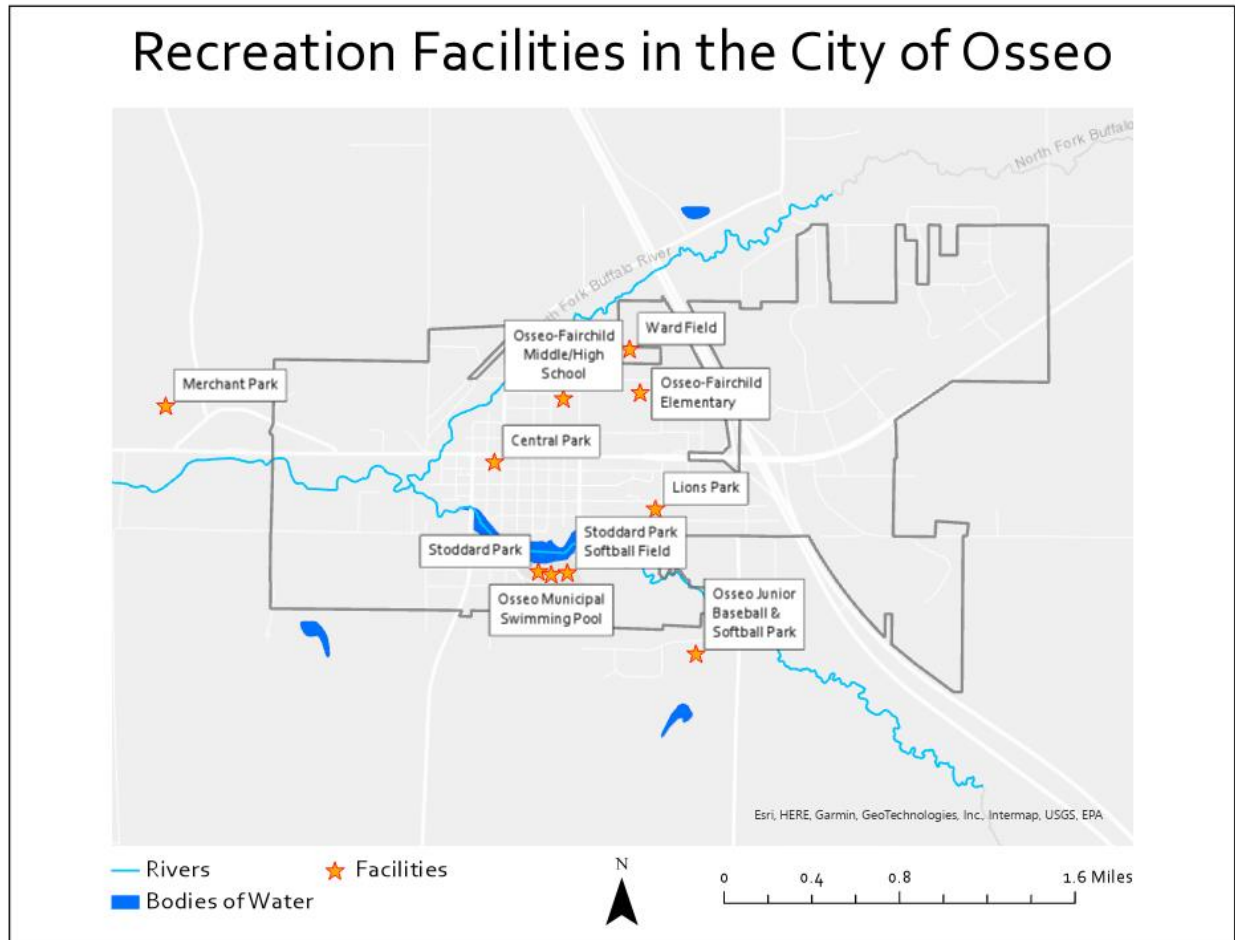 Recreation Facilities in the City of Osseo
North Fork Buffalo
North Fork Buffalo River
Osseo-Fairchild
Middle/High
School
Ward Field
Merchant Park
Osseo-Fairchild
Elementary
Central Park
Lions Park
Stoddard Park
Stoddard Park
Softball Field
Osseo Municipal
Swimming Pool
Osseo Junior
Baseball &
Softball Park
Esri, HERE, Garmin, GeoTechnologies, Inc., Intermap, USGS, EPA
Rivers
Facilities
Bodies of Water
N
0 0.4 0.8 1.6 Miles